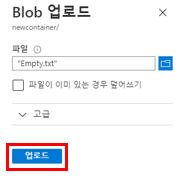 Blob 업로드
newcontainer/
파일
"Empty.txt"
파일이 이미 있는 경우 덮어쓰기
고급
업로드